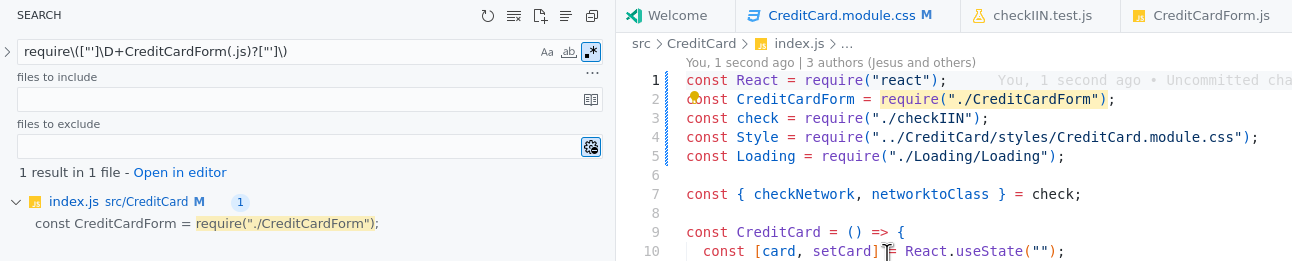 SEARCH
require\(["']\D+CreditCardForm(.js)?["']\)
Aa ab .*
files to include
...
files to exclude
1 result in 1 file - Open in editor
index.js src/CreditCard M 1
const CreditCardForm = require("./CreditCardForm");
Welcome CreditCard.module.css M checkIIN.test.js CreditCardForm.js
JS
src > CreditCard > JS index.js > ...
You, 1 second ago | 3 authors (Jesus and others)
1 const React = require("react"); You, 1 second ago • Uncommitted cha
2 const CreditCardForm = require("./CreditCardForm");
3 const check = require("./checkIIN");
4 const Style = require("../CreditCard/styles/CreditCard.module.css");
5 const Loading = require("./Loading/Loading");
6
7 const { checkNetwork, networktoClass } = check;
8
9 const CreditCard = () => {
10 const [card, setCard] = React.useState("");